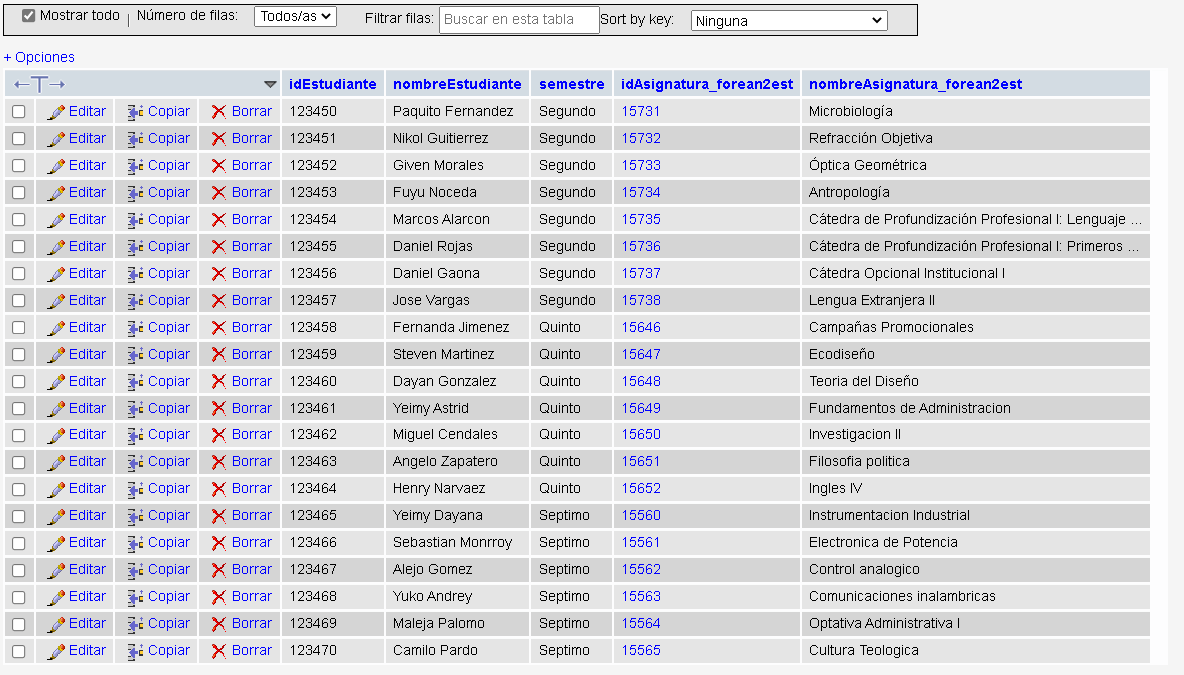 Mostrar todo | Número de filas: Todos/as Filtrar filas: Buscar en esta tabla Sort by key: Ninguna
+ Opciones
←T→ idEstudiante nombreEstudiante semestre idAsignatura_forean2est nombreAsignatura_forean2est
Editar Copiar Borrar 123450 Paquito Fernandez Segundo 15731 Microbiología
Editar Copiar Borrar 123451 Nikol Guitierrez Segundo 15732 Refracción Objetiva
Editar Copiar Borrar 123452 Given Morales Segundo 15733 Óptica Geométrica
Editar Copiar Borrar 123453 Fuyu Noceda Segundo 15734 Antropología
Editar Copiar Borrar 123454 Marcos Alarcon Segundo 15735 Cátedra de Profundización Profesional I: Lenguaje ...
Editar Copiar Borrar 123455 Daniel Rojas Segundo 15736 Cátedra de Profundización Profesional I: Primeros ...
Editar Copiar Borrar 123456 Daniel Gaona Segundo 15737 Cátedra Opcional Institucional I
Editar Copiar Borrar 123457 Jose Vargas Segundo 15738 Lengua Extranjera II
Editar Copiar Borrar 123458 Fernanda Jimenez Quinto 15646 Campañas Promocionales
Editar Copiar Borrar 123459 Steven Martinez Quinto 15647 Ecodiseño
Editar Copiar Borrar 123460 Dayan Gonzalez Quinto 15648 Teoria del Diseño
Editar Copiar Borrar 123461 Yeimy Astrid Quinto 15649 Fundamentos de Administracion
Editar Copiar Borrar 123462 Miguel Cendales Quinto 15650 Investigacion II
Editar Copiar Borrar 123463 Angelo Zapatero Quinto 15651 Filosofia politica
Editar Copiar Borrar 123464 Henry Narvaez Quinto 15652 Ingles IV
Editar Copiar Borrar 123465 Yeimy Dayana Septimo 15560 Instrumentacion Industrial
Editar Copiar Borrar 123466 Sebastian Monrroy Septimo 15561 Electronica de Potencia
Editar Copiar Borrar 123467 Alejo Gomez Septimo 15562 Control analogico
Editar Copiar Borrar 123468 Yuko Andrey Septimo 15563 Comunicaciones inalambricas
Editar Copiar Borrar 123469 Maleja Palomo Septimo 15564 Optativa Administrativa I
Editar Copiar Borrar 123470 Camilo Pardo Septimo 15565 Cultura Teologica